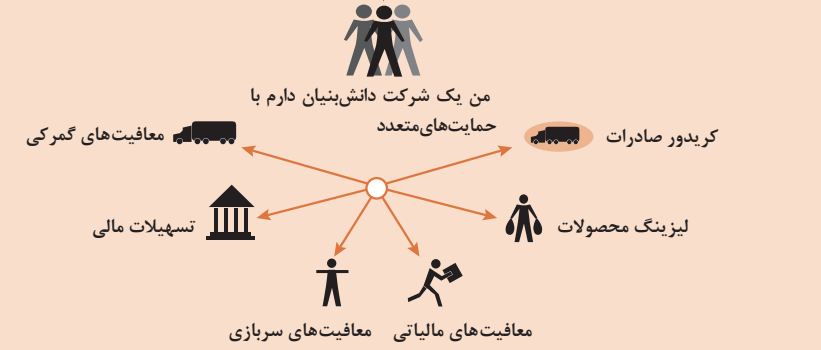 من یک شرکت دانش‌بنیان دارم با
حمایت‌های‌متعدد
کریدور صادرات
معافیت‌های گمرکی
لیزینگ محصولات
تسهیلات مالی
معافیت‌های مالیاتی
معافیت‌های سربازی